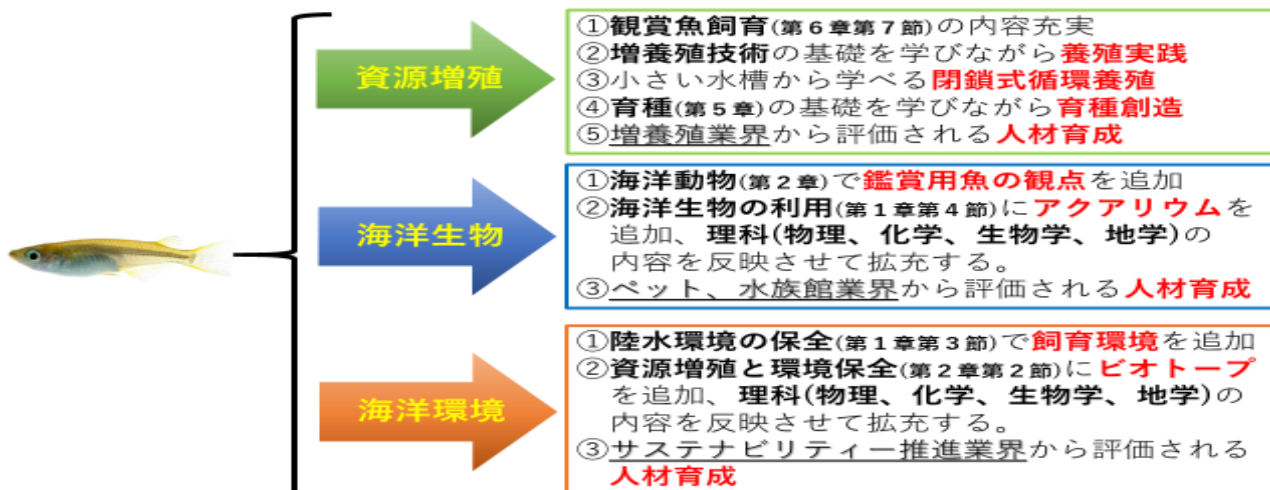 資源増殖
①観賞魚飼育(第6章第7節)の内容充実
②増養殖技術の基礎を学びながら養殖実践
③小さい水槽から学べる閉鎖式循環養殖
④育種(第5章)の基礎を学びながら育種創造
⑤増養殖業界から評価される人材育成
海洋生物
①海洋動物(第2章)で鑑賞用魚の観点を追加
②海洋生物の利用(第1章第4節)にアクアリウムを
追加、理科(物理、化学、生物学、地学)の
内容を反映させて拡充する。
③ペット、水族館業界から評価される人材育成
海洋環境
①陸水環境の保全(第1章第3節)で飼育環境を追加
②資源増殖と環境保全(第2章第2節)にビオトープ
を追加、理科(物理、化学、生物学、地学)の
内容を反映させて拡充する。
③サステナビリティー推進業界から評価される
人材育成